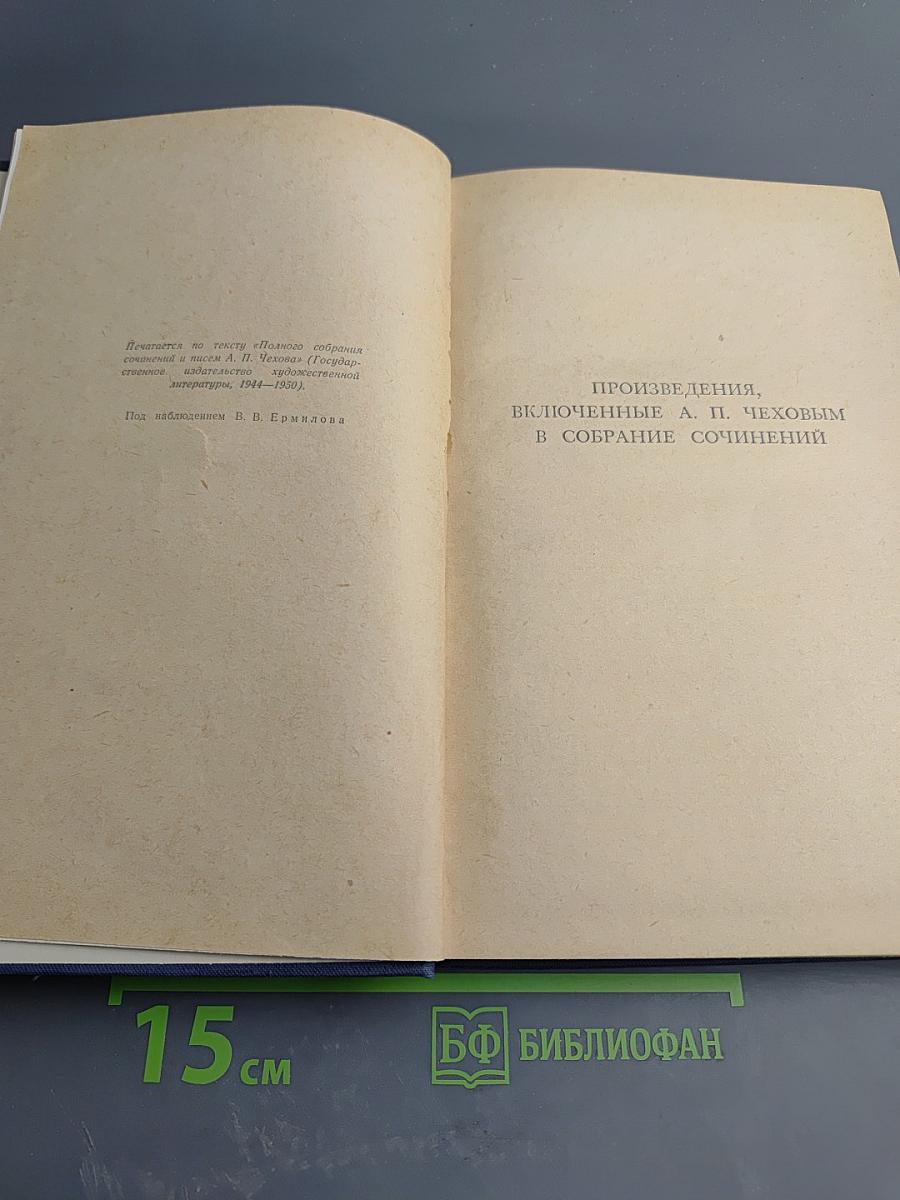 Печатается по тексту «Полного собрания
сочинений и писем А. П. Чехова» (Государ-
ственное издательство художественной
литературы, 1944—1950).
Под наблюдением В. В. Ермилова
ПРОИЗВЕДЕНИЯ,
ВКЛЮЧЕННЫЕ А. П. ЧЕХОВЫМ
В СОБРАНИЕ СОЧИНЕНИЙ
15 см
БФ БИБЛИОФАН